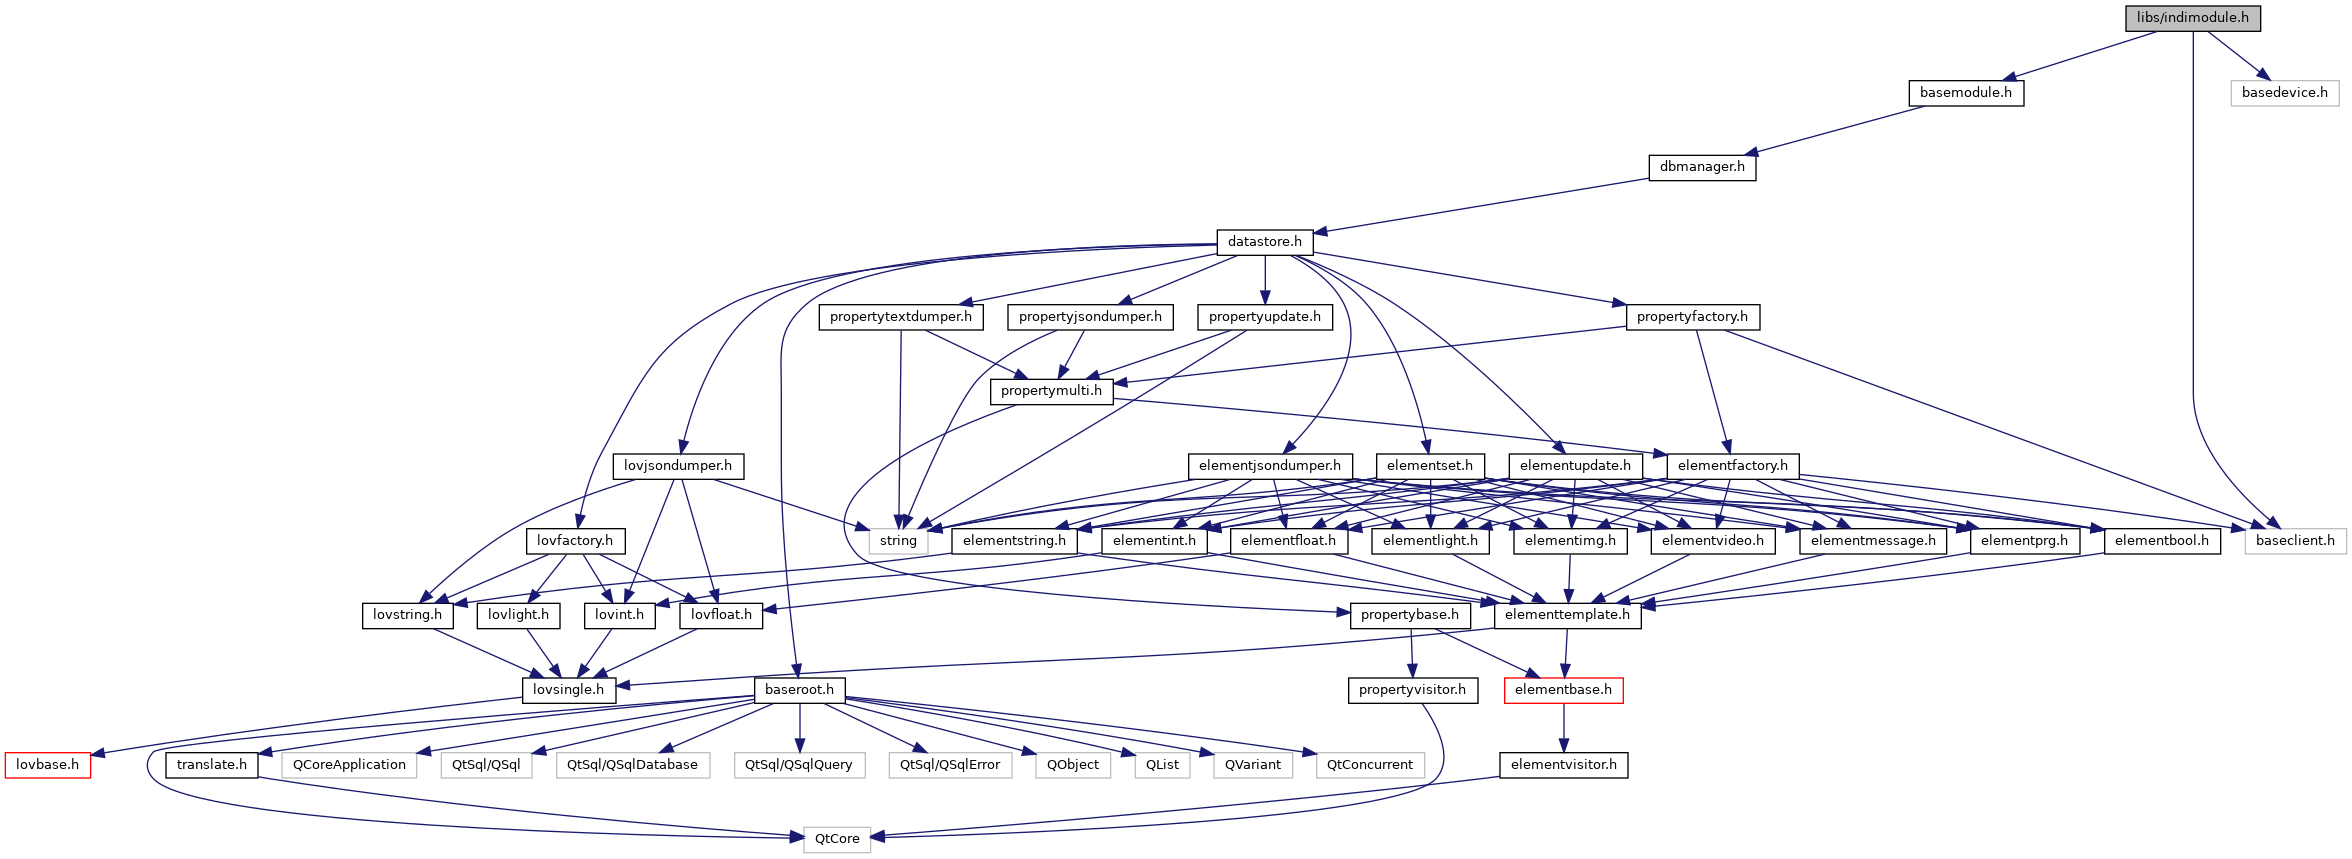 libs/indimodule.h
basemodule.h
basedevice.h
dbmanager.h
datastore.h
propertytextdumper.h
propertyjsondumper.h
propertyupdate.h
propertyfactory.h
propertymulti.h
lovjsondumper.h
elementjsondumper.h
elementset.h
elementupdate.h
elementfactory.h
lovfactory.h
string
elementstring.h
elementint.h
elementfloat.h
elementlight.h
elementimg.h
elementvideo.h
elementmessage.h
elementprg.h
elementbool.h
baseclient.h
lovstring.h
lovlight.h
lovint.h
lovfloat.h
propertybase.h
elementtemplate.h
lovsingle.h
baseroot.h
propertyvisitor.h
elementbase.h
lovbase.h
translate.h
QCoreApplication
QtSql/QSql
QtSql/QSqlDatabase
QtSql/QSqlQuery
QtSql/QSqlError
QObject
QList
QVariant
QtConcurrent
elementvisitor.h
QtCore